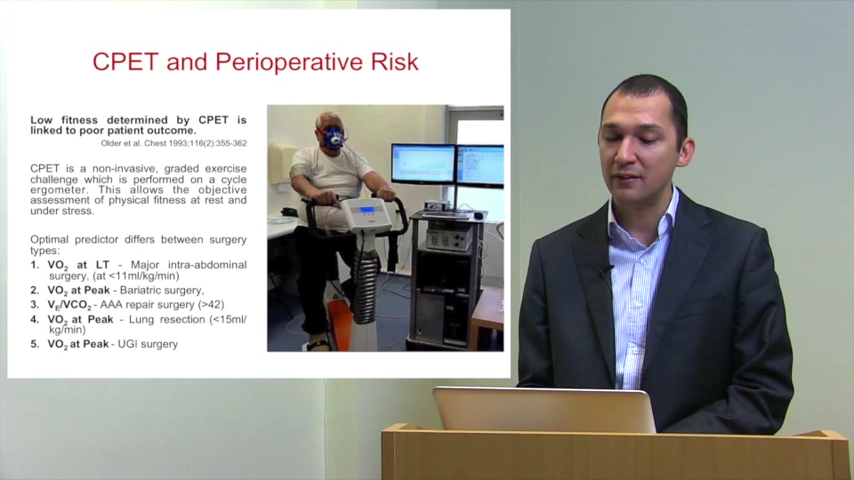 CPET and Perioperative Risk
Low fitness determined by CPET is
linked to poor patient outcome.
Older et al. Chest 1993;116(2):355-362
CPET is a non-invasive, graded exercise
challenge which is performed on a cycle
ergometer. This allows the objective
assessment of physical fitness at rest and
under stress.
Optimal predictor differs between surgery
types:
1. VO2 at LT - Major intra-abdominal
surgery, (at <11ml/kg/min)
2. VO2 at Peak - Bariatric surgery,
3. VE/VCO2 - AAA repair surgery (>42)
4. VO2 at Peak - Lung resection (<15ml/
kg/min)
5. VO2 at Peak - UGI surgery